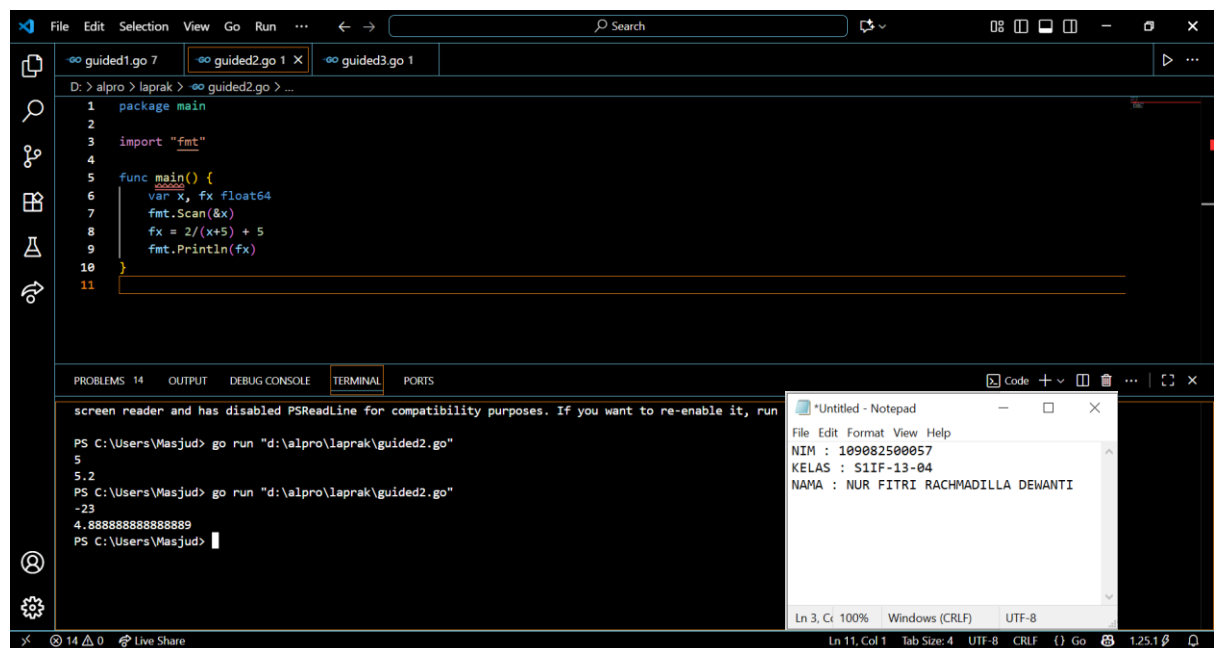 File Edit Selection View Go Run ··· Search
guided1.go 7 guided2.go 1 guided3.go 1
D: > alpro > laprak > guided2.go > ...
1 package main
2
3 import "fmt"
4
5 func main() {
6 var x, fx float64
7 fmt.Scan(&x)
8 fx = 2/(x+5) + 5
9 fmt.Println(fx)
10 }
11
PROBLEMS 14 OUTPUT DEBUG CONSOLE TERMINAL PORTS Code
screen reader and has disabled PSReadLine for compatibility purposes. If you want to re-enable it, run
PS C:\Users\Masjud> go run "d:\alpro\laprak\guided2.go"
5
5.2
PS C:\Users\Masjud> go run "d:\alpro\laprak\guided2.go"
-23
4.888888888888889
PS C:\Users\Masjud>
*Untitled - Notepad
File Edit Format View Help
NIM : 109082500057
KELAS : S1IF-13-04
NAMA : NUR FITRI RACHMADILLA DEWANTI
Ln 3, C 100% Windows (CRLF) UTF-8
14 0 Live Share Ln 11, Col 1 Tab Size: 4 UTF-8 CRLF {} Go 1.25.1